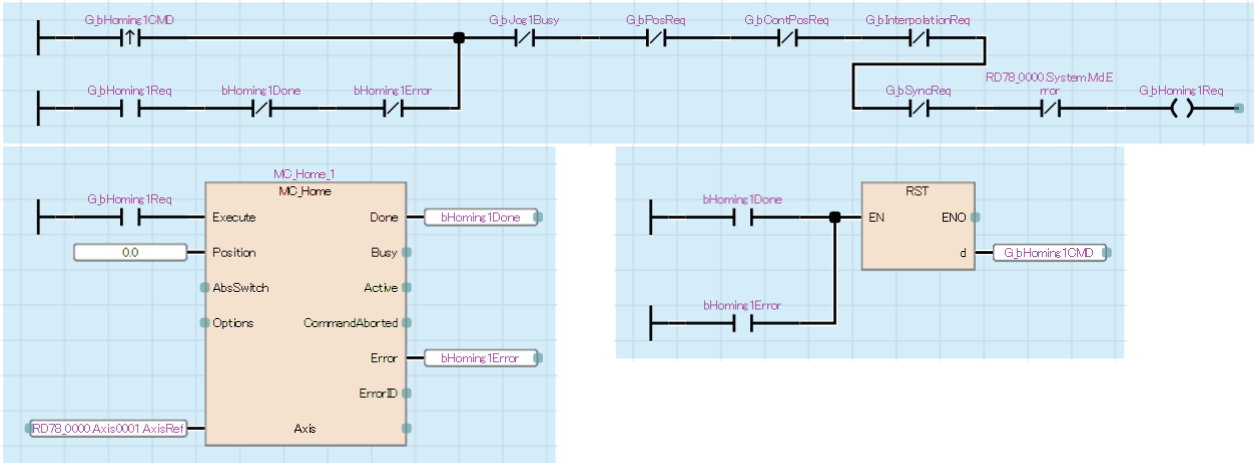 G_bHoming1CMD
G_bJog1Busy
G_bPosReq
G_bContPosReq
G_bInterpolationReq
G_bHoming1Req
bHoming1Done
bHoming1Error
G_bSyncReq
RD78_0000.System.Md.E
rror
G_bHoming1Req
MC_Home_1
MC_Home
G_bHoming1Req
Execute
Done
bHoming1Done
0.0
Position
Busy
AbsSwitch
Active
Options
CommandAborted
Error
bHoming1Error
ErrorID
RD78_0000.Axis0001.AxisRef
Axis
bHoming1Done
RST
EN
ENO
d
G_bHoming1CMD
bHoming1Error